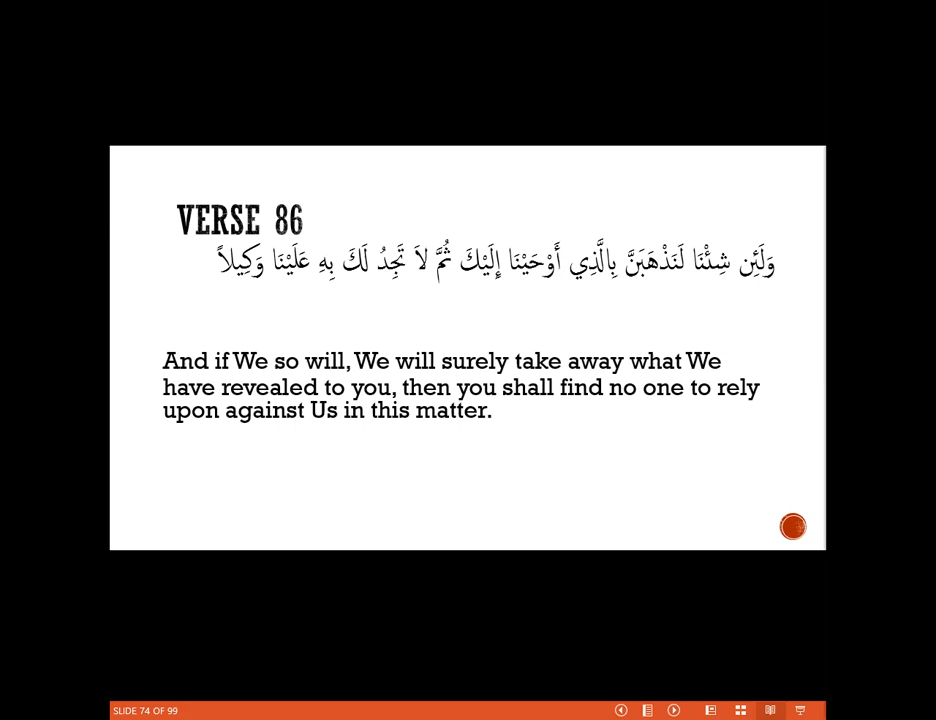 VERSE 86
وَلَئِن شِئْنَا لَنَذْهَبَنَّ بِالَّذِي أَوْحَيْنَا إِلَيْكَ ثُمَّ لاَ تَجِدُ لَكَ بِهِ عَلَيْنَا وَكِيلاً
And if We so will, We will surely take away what We
have revealed to you, then you shall find no one to rely
upon against Us in this matter.
SLIDE 74 OF 99